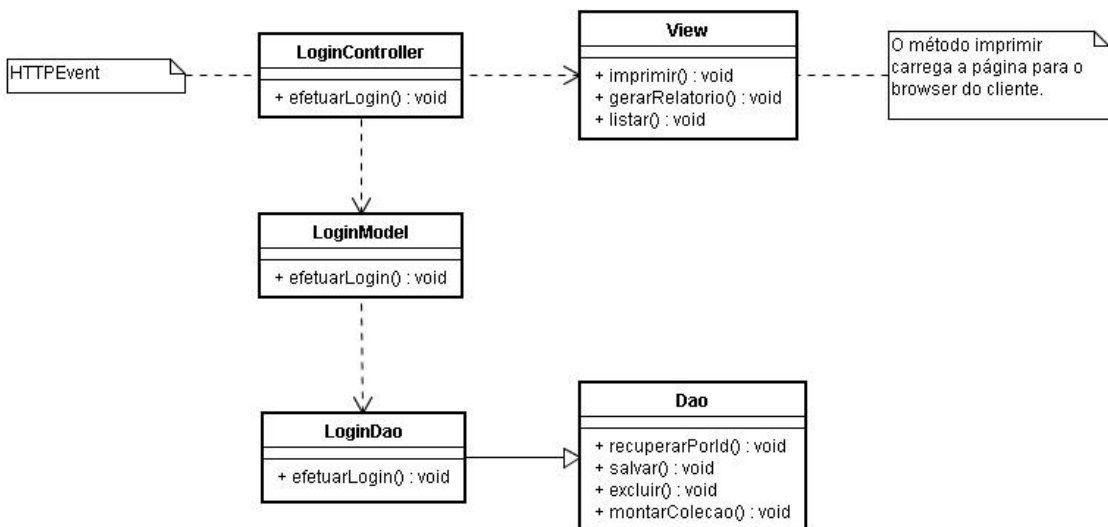 HTTPEvent
LoginController
+ efetuarLogin() : void
View
+ imprimir() : void
+ gerarRelatorio() : void
+ listar() : void
O método imprimir
carrega a página para o
browser do cliente.
LoginModel
+ efetuarLogin() : void
LoginDao
+ efetuarLogin() : void
Dao
+ recuperarPorId() : void
+ salvar() : void
+ excluir() : void
+ montarColecao() : void